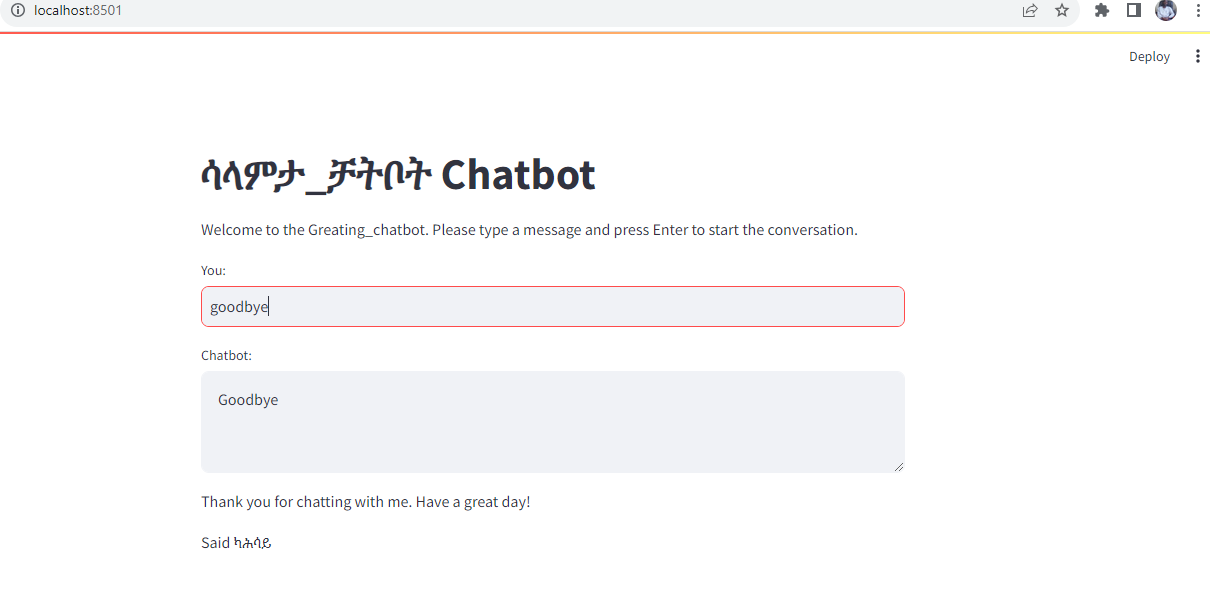 localhost:8501
Deploy
ሳላምታ_ቻትቦት Chatbot
Welcome to the Greating_chatbot. Please type a message and press Enter to start the conversation.
You:
goodbye
Chatbot:
Goodbye
Thank you for chatting with me. Have a great day!
Said ካሕሳይ